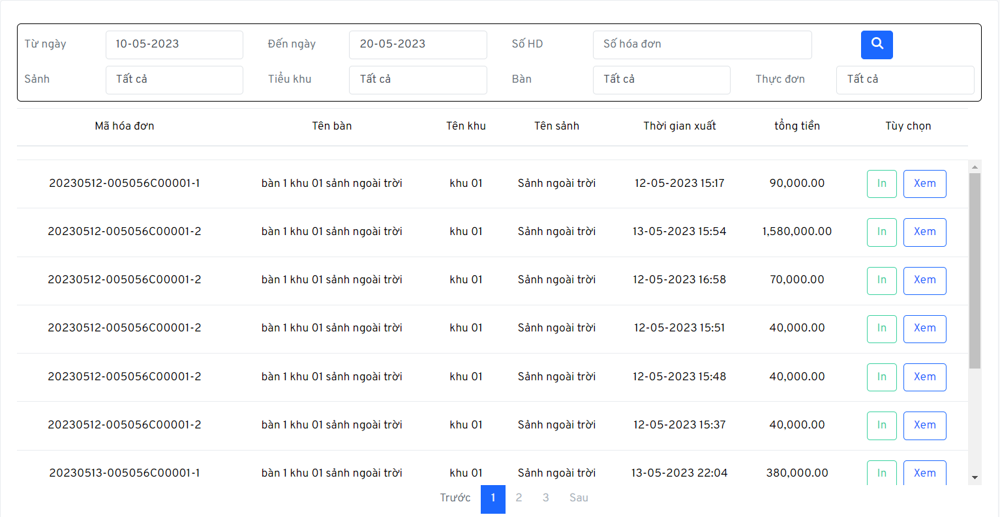 Từ ngày 10-05-2023 Đến ngày 20-05-2023 Số HD Số hóa đơn
Sảnh Tất cả Tiểu khu Tất cả Bàn Tất cả Thực đơn Tất cả
Mã hóa đơn Tên bàn Tên khu Tên sảnh Thời gian xuất tổng tiền Tùy chọn
20230512-005056C00001-1 bàn 1 khu 01 sảnh ngoài trời khu 01 Sảnh ngoài trời 12-05-2023 15:17 90,000.00 In Xem
20230512-005056C00001-2 bàn 1 khu 01 sảnh ngoài trời khu 01 Sảnh ngoài trời 13-05-2023 15:54 1,580,000.00 In Xem
20230512-005056C00001-2 bàn 1 khu 01 sảnh ngoài trời khu 01 Sảnh ngoài trời 12-05-2023 16:58 70,000.00 In Xem
20230512-005056C00001-2 bàn 1 khu 01 sảnh ngoài trời khu 01 Sảnh ngoài trời 12-05-2023 15:51 40,000.00 In Xem
20230512-005056C00001-2 bàn 1 khu 01 sảnh ngoài trời khu 01 Sảnh ngoài trời 12-05-2023 15:48 40,000.00 In Xem
20230512-005056C00001-2 bàn 1 khu 01 sảnh ngoài trời khu 01 Sảnh ngoài trời 12-05-2023 15:37 40,000.00 In Xem
20230513-005056C00001-1 bàn 1 khu 01 sảnh ngoài trời khu 01 Sảnh ngoài trời 13-05-2023 22:04 380,000.00 In Xem
Trước 1 2 3 Sau